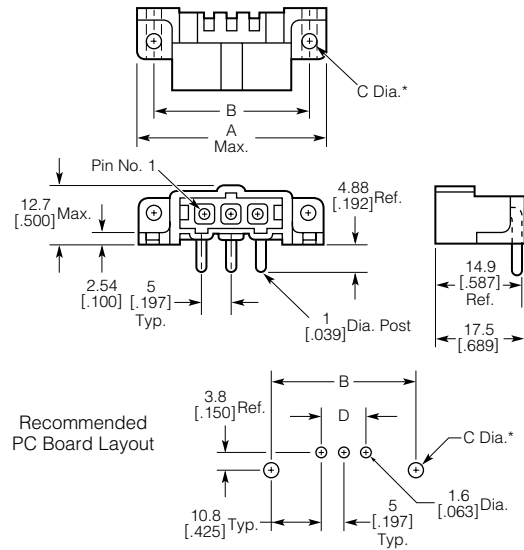 C Dia.*
B
A
Max.
Pin No. 1
12.7
[.500] Max.
4.88
[.192] Ref.
2.54
[.100]
5
[.197]
Typ.
1
[.039] Dia. Post
14.9
[.587]
Ref.
17.5
[.689]
Recommended
PC Board Layout
B
3.8
[.150] Ref.
D
C Dia.*
10.8
[.425] Typ.
5
[.197]
Typ.
1.6
[.063] Dia.